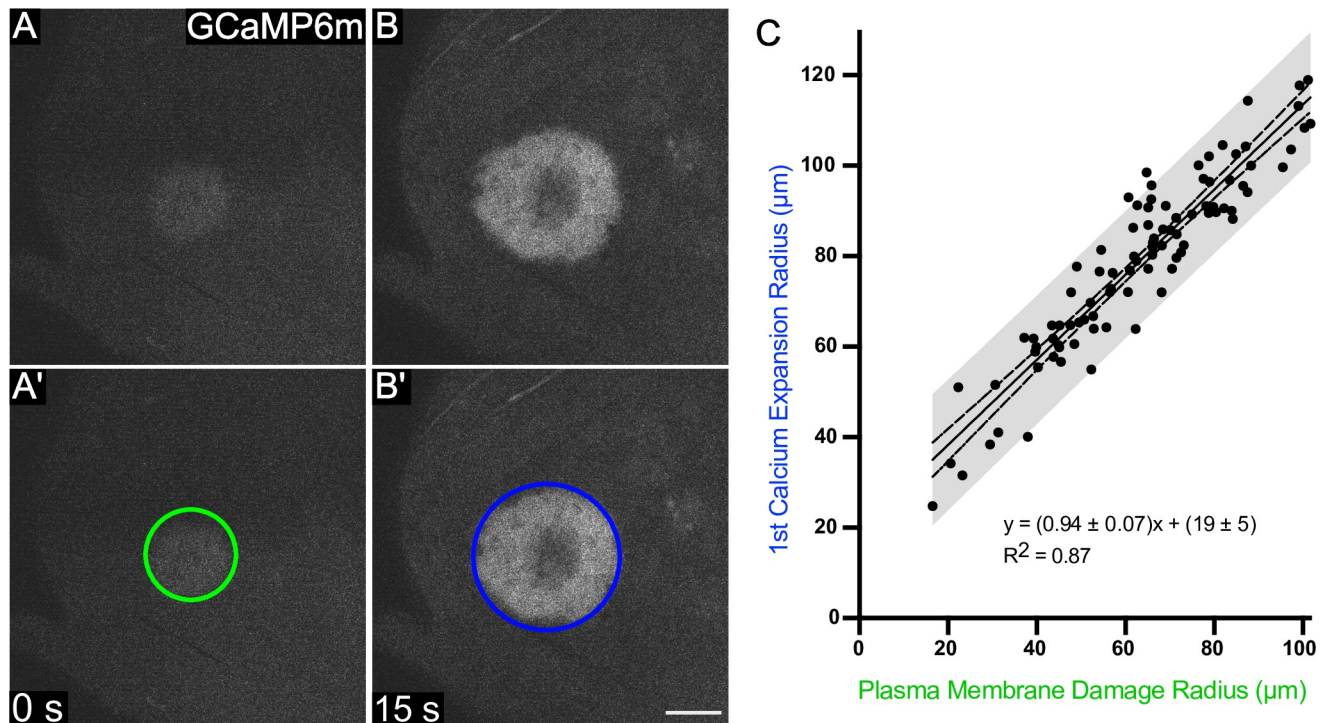 A
GCaMP6m
B
A'
0 s
B'
15 s
C
1st Calcium Expansion Radius (μm)
120
100
80
60
40
20
0
y = (0.94 ± 0.07)x + (19 ± 5)
R² = 0.87
0
20
40
60
80
100
Plasma Membrane Damage Radius (μm)